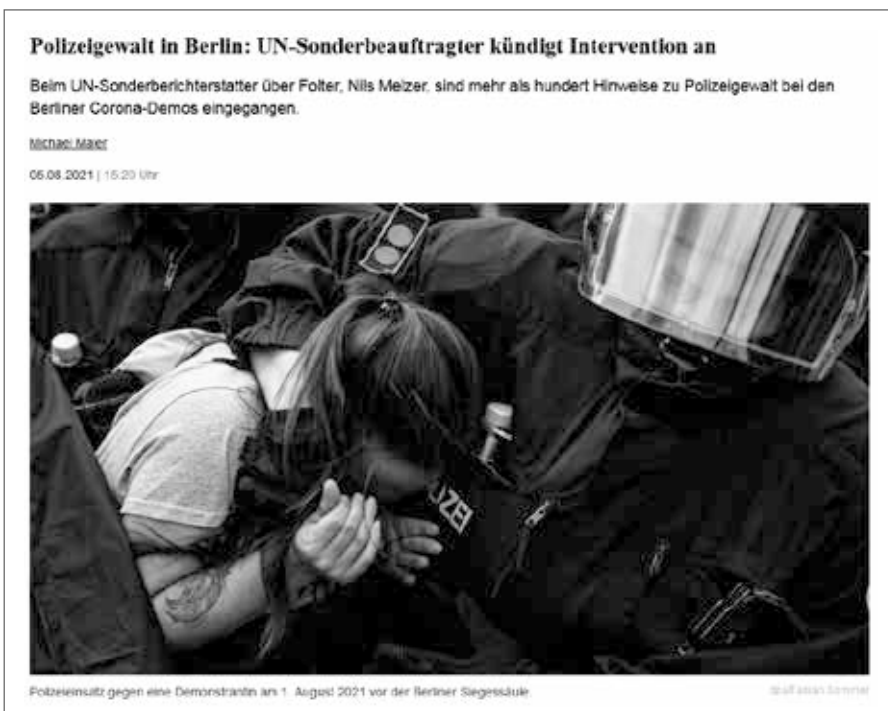 Polizeigewalt in Berlin: UN-Sonderbeauftragter kündigt Intervention an
Beim UN-Sonderberichterstatter über Folter, Nils Melzer, sind mehr als hundert Hinweise zu Polizeigewalt bei den
Berliner Corona-Demos eingegangen.
Michael Maier
05.08.2021 | 15:20 Uhr
IZEI
Polizeieinsatz gegen eine Demonstrantin am 1. August 2021 vor der Berliner Siegessäule.